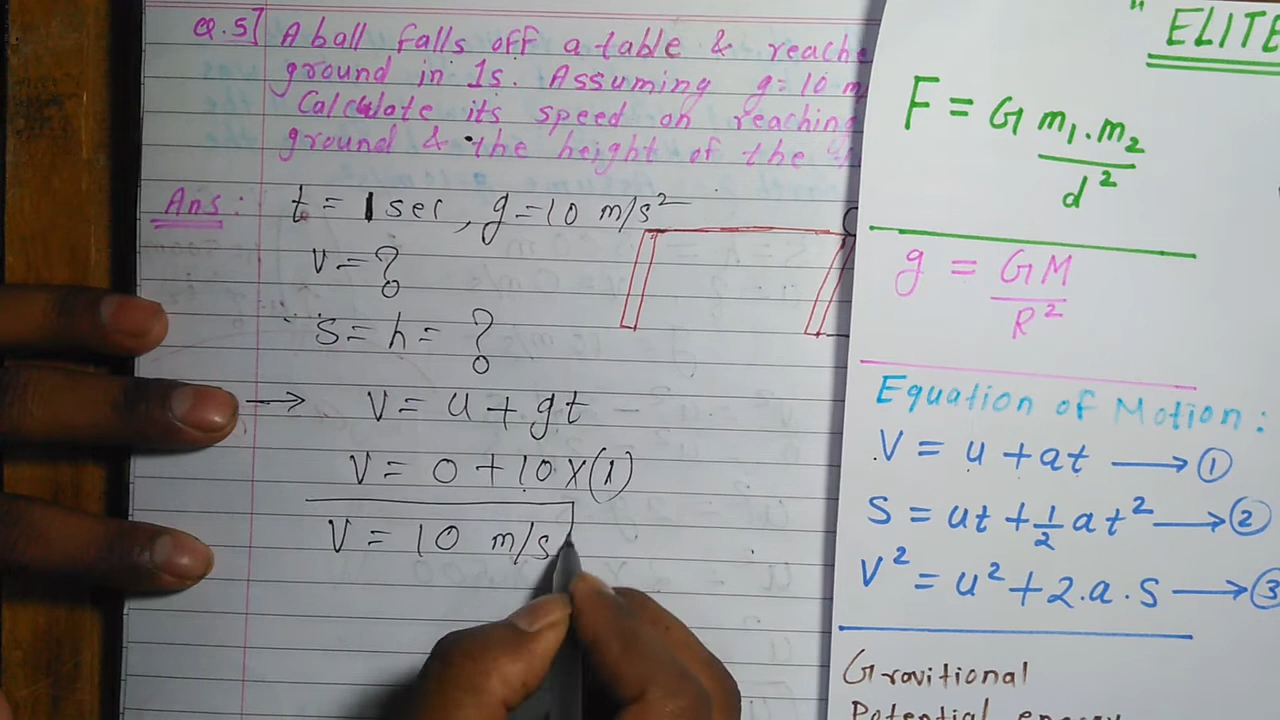 Q.5] A ball falls off a table & reache
ground in 1s. Assuming g=10 m
Calculate its speed on reaching
ground & the height of the
Ans: t = 1 sec, g=10 m/s²
v = ?
s = h = ?
→ v = u + gt
v = 0 + 10 x (1)
v = 10 m/s
" ELITE
F = G m₁.m₂
d²
g = GM
R²
Equation of Motion:
v = u + at → ①
s = ut + 1/2 at² → ②
v² = u² + 2.a.s → ③
Gravitional
Potential energy